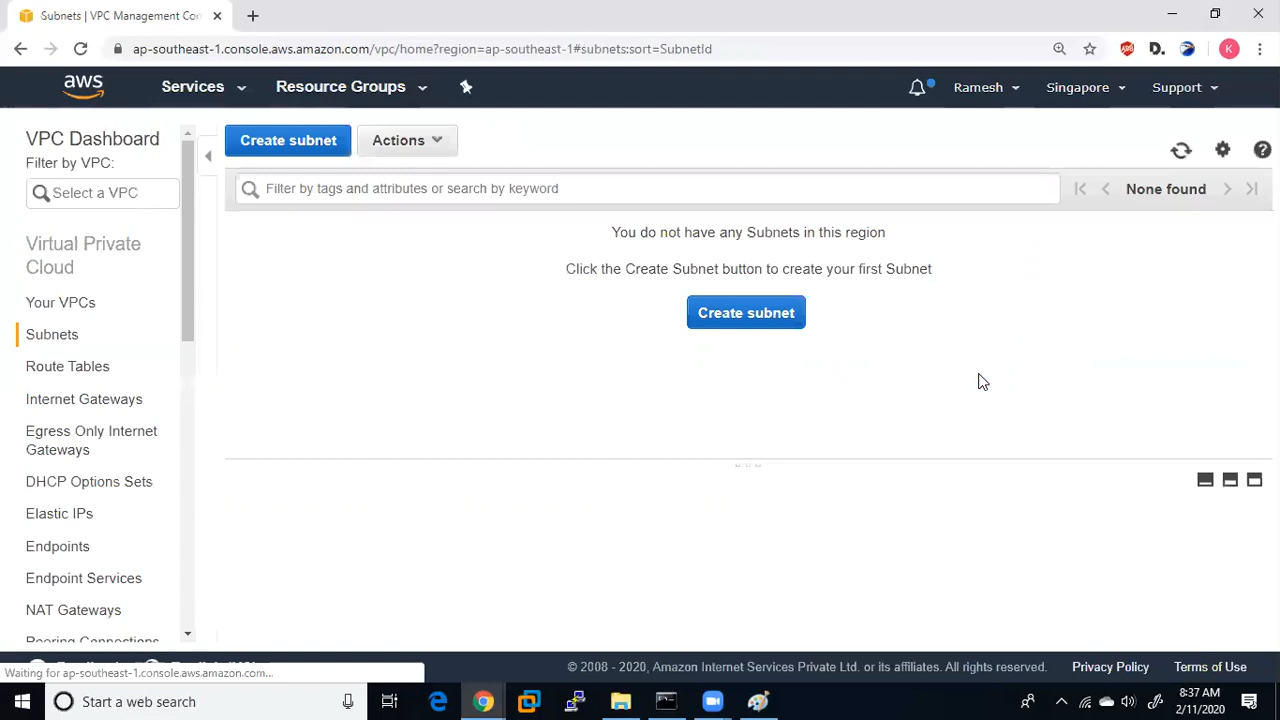 Subnets | VPC Management Con
ap-southeast-1.console.aws.amazon.com/vpc/home?region=ap-southeast-1#subnets:sort=SubnetId
K
aws
Services
Resource Groups
Ramesh
Singapore
Support
VPC Dashboard
Filter by VPC:
Select a VPC
Virtual Private
Cloud
Your VPCs
Subnets
Route Tables
Internet Gateways
Egress Only Internet
Gateways
DHCP Options Sets
Elastic IPs
Endpoints
Endpoint Services
NAT Gateways
Peering Connections
Create subnet
Actions
Filter by tags and attributes or search by keyword
None found
You do not have any Subnets in this region
Click the Create Subnet button to create your first Subnet
Create subnet
Waiting for ap-southeast-1.console.aws.amazon.com...
© 2008 - 2020, Amazon Internet Services Private Ltd. or its affiliates. All rights reserved.
Privacy Policy
Terms of Use
Start a web search
8:37 AM
2/11/2020